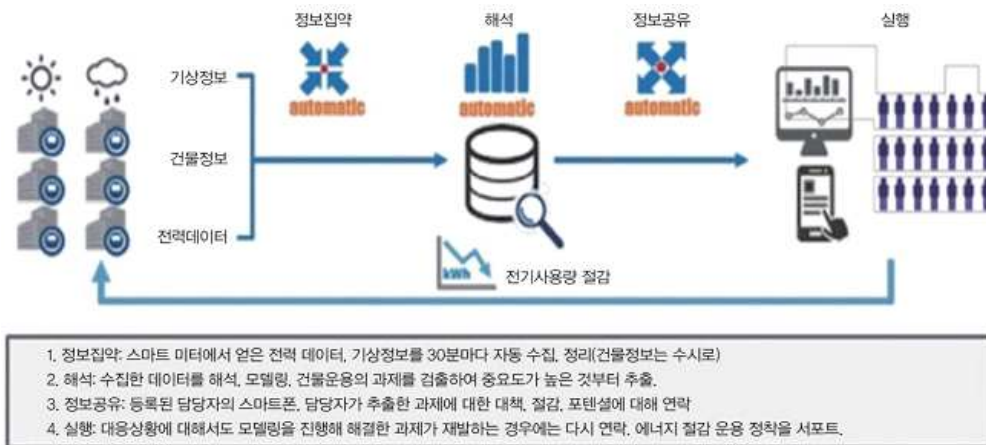 정보집약
해석
정보공유
실행
automatic
automatic
automatic
기상정보
건물정보
전력데이터
kWh
전기사용량 절감
1. 정보집약: 스마트 미터에서 얻은 전력 데이터, 기상정보를 30분마다 자동 수집, 정리(건물정보는 수시로)
2. 해석: 수집한 데이터를 해석, 모델링, 건물운용의 과제를 검출하여 중요도가 높은 것부터 추출.
3. 정보공유: 등록된 담당자의 스마트폰, 담당자가 추출한 과제에 대한 대책, 절감, 포텐셜에 대해 연락
4. 실행: 대응상황에 대해서도 모델링을 진행해 해결한 과제가 재발하는 경우에는 다시 연락, 에너지 절감 운용 정착을 서포트.